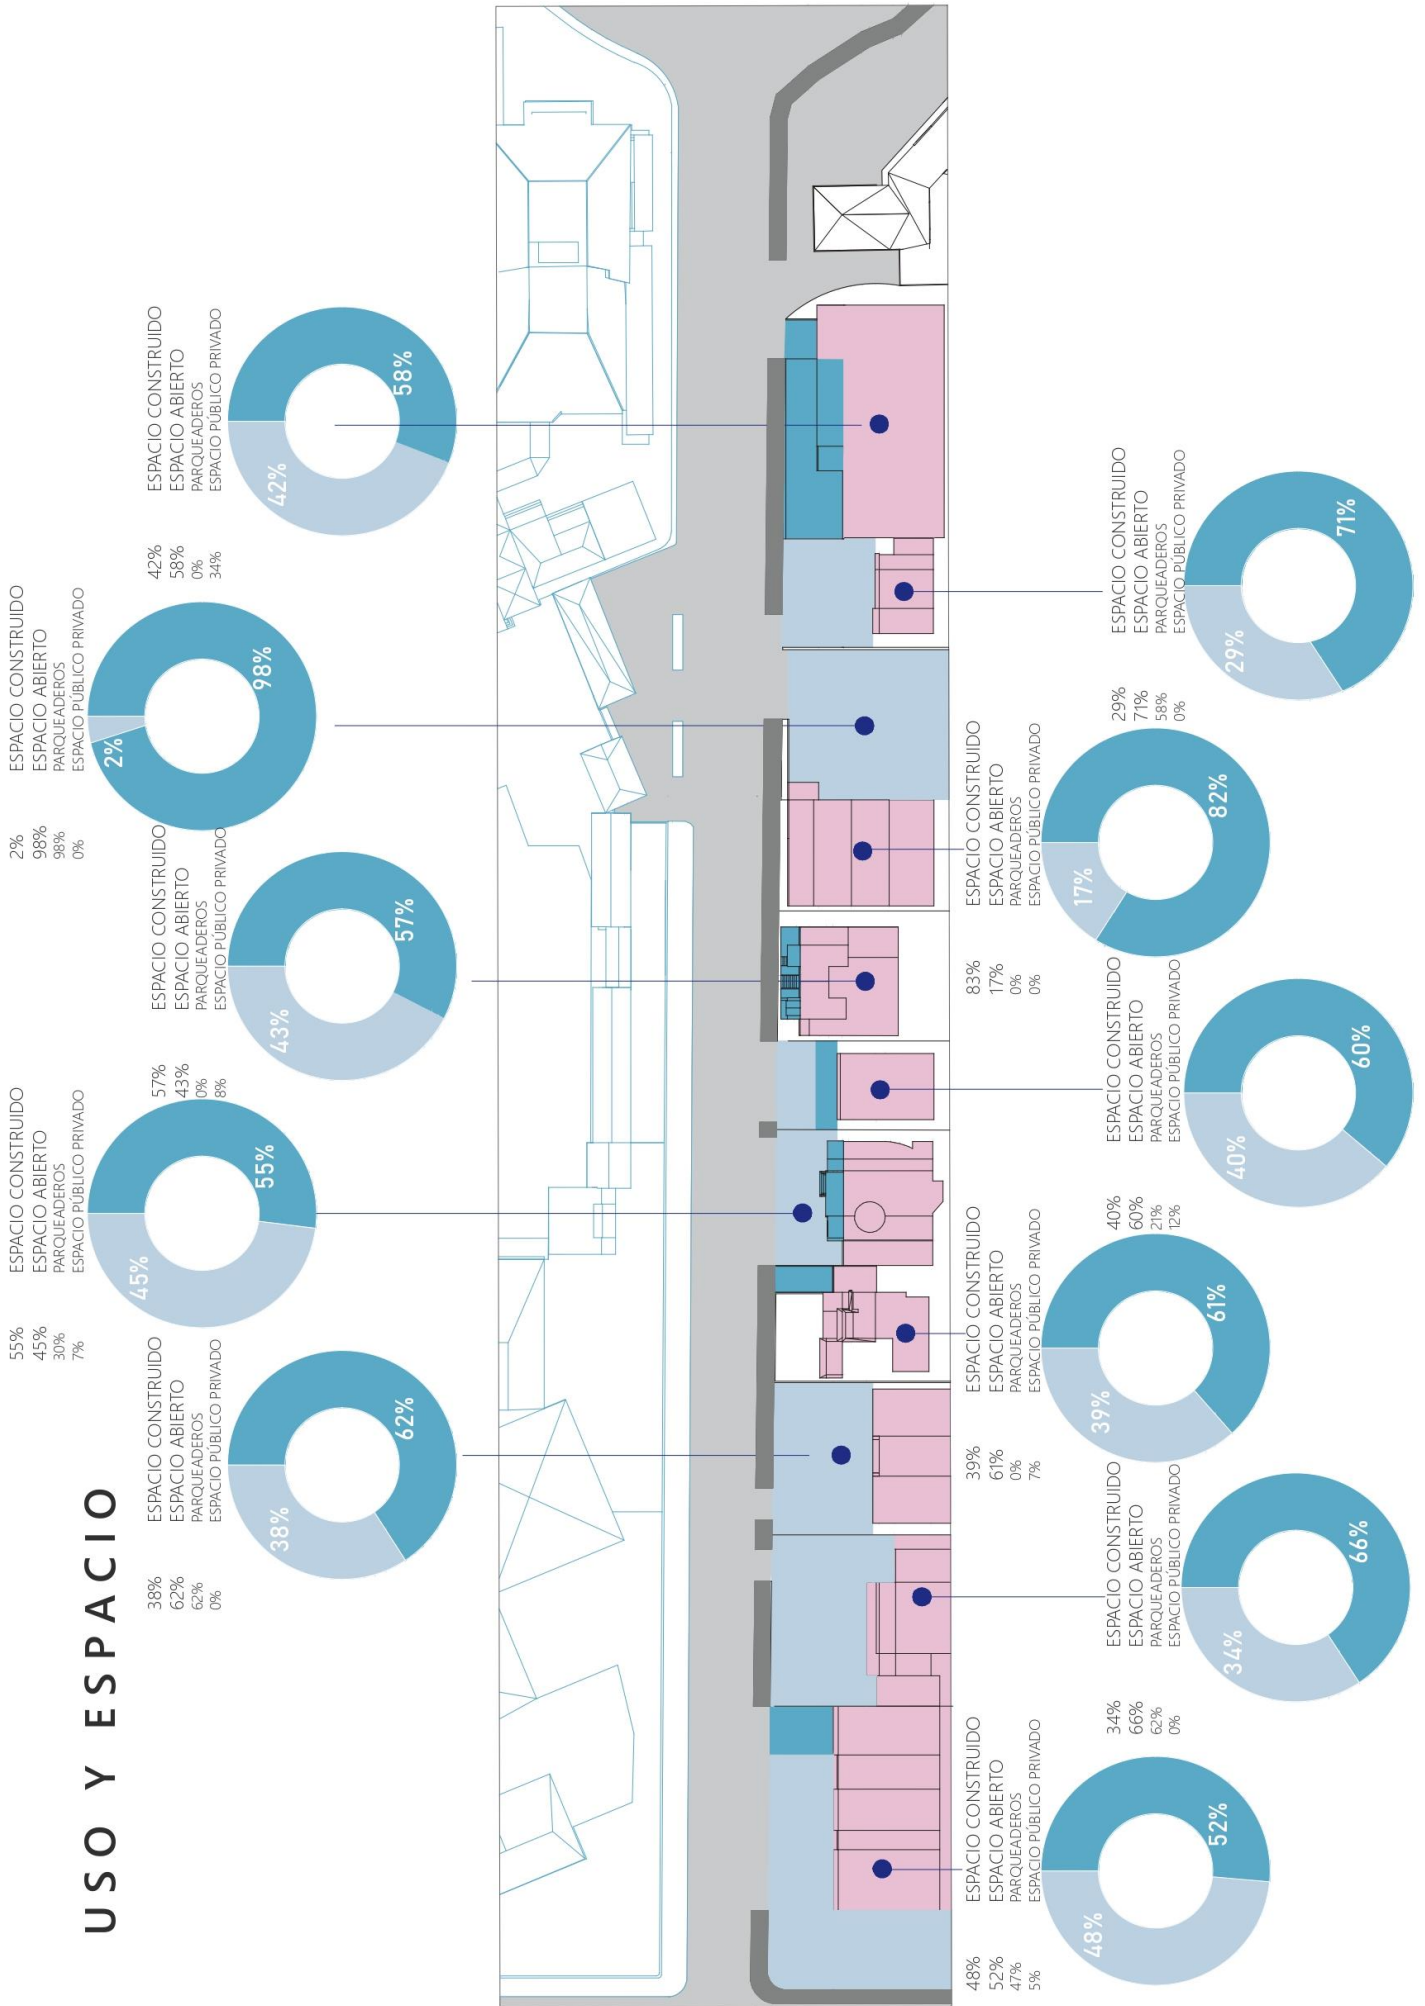 USO Y ESPACIO
38% ESPACIO CONSTRUIDO
62% ESPACIO ABIERTO
62% PARQUEADEROS
0% ESPACIO PÚBLICO PRIVADO
38%
62%
55% ESPACIO CONSTRUIDO
45% ESPACIO ABIERTO
30% PARQUEADEROS
7% ESPACIO PÚBLICO PRIVADO
45%
55%
57% ESPACIO CONSTRUIDO
43% ESPACIO ABIERTO
0% PARQUEADEROS
8% ESPACIO PÚBLICO PRIVADO
43%
57%
2% ESPACIO CONSTRUIDO
98% ESPACIO ABIERTO
98% PARQUEADEROS
0% ESPACIO PÚBLICO PRIVADO
2%
98%
42% ESPACIO CONSTRUIDO
58% ESPACIO ABIERTO
0% PARQUEADEROS
34% ESPACIO PÚBLICO PRIVADO
42%
58%
48% ESPACIO CONSTRUIDO
52% ESPACIO ABIERTO
47% PARQUEADEROS
5% ESPACIO PÚBLICO PRIVADO
48%
52%
34% ESPACIO CONSTRUIDO
66% ESPACIO ABIERTO
62% PARQUEADEROS
0% ESPACIO PÚBLICO PRIVADO
34%
66%
39% ESPACIO CONSTRUIDO
61% ESPACIO ABIERTO
0% PARQUEADEROS
7% ESPACIO PÚBLICO PRIVADO
39%
61%
40% ESPACIO CONSTRUIDO
60% ESPACIO ABIERTO
21% PARQUEADEROS
12% ESPACIO PÚBLICO PRIVADO
40%
60%
83% ESPACIO CONSTRUIDO
17% ESPACIO ABIERTO
0% PARQUEADEROS
0% ESPACIO PÚBLICO PRIVADO
17%
82%
29% ESPACIO CONSTRUIDO
71% ESPACIO ABIERTO
58% PARQUEADEROS
0% ESPACIO PÚBLICO PRIVADO
29%
71%